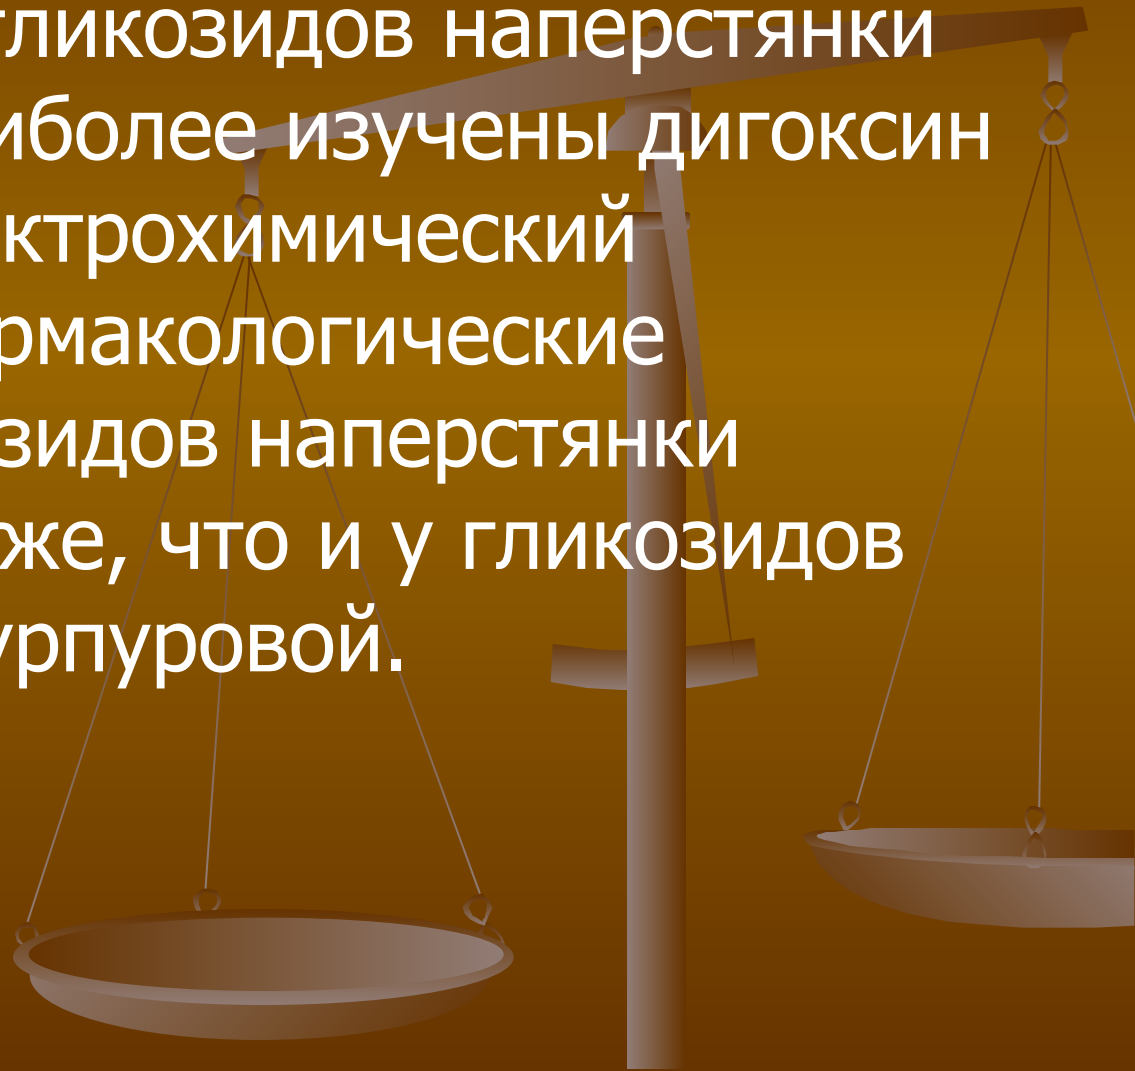 гликозидов наперстянки
иболее изучены дигоксин
ктрохимический
рмакологические
зидов наперстянки
же, что и у гликозидов
урпуровой.